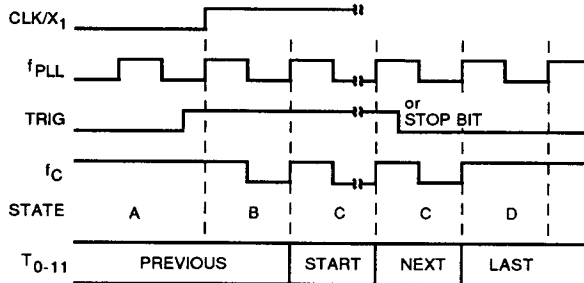 CLK/X1
fPLL
TRIG
or
STOP BIT
fC
STATE A B C C D
T0-11 PREVIOUS START NEXT LAST